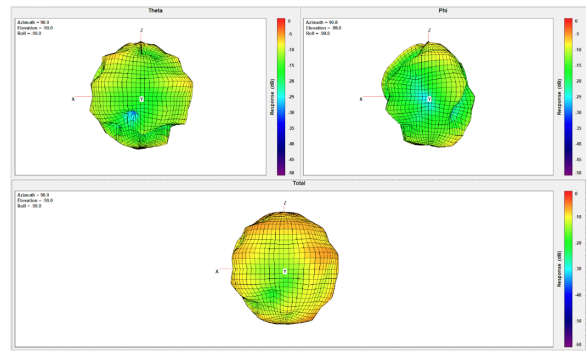 Theta
Azimuth = 90.0
Elevation = -90.0
Roll = -90.0
Z
X
Y
0
-5
-10
-15
-20
-25
-30
-35
-40
-45
-50
Response (dB)
Phi
Azimuth = 90.0
Elevation = -90.0
Roll = -90.0
Z
X
Y
0
-5
-10
-15
-20
-25
-30
-35
-40
-45
-50
Response (dB)
Total
Azimuth = 90.0
Elevation = -90.0
Roll = -90.0
Z
X
Y
0
-10
-20
-30
-40
-50
-60
Response (dB)